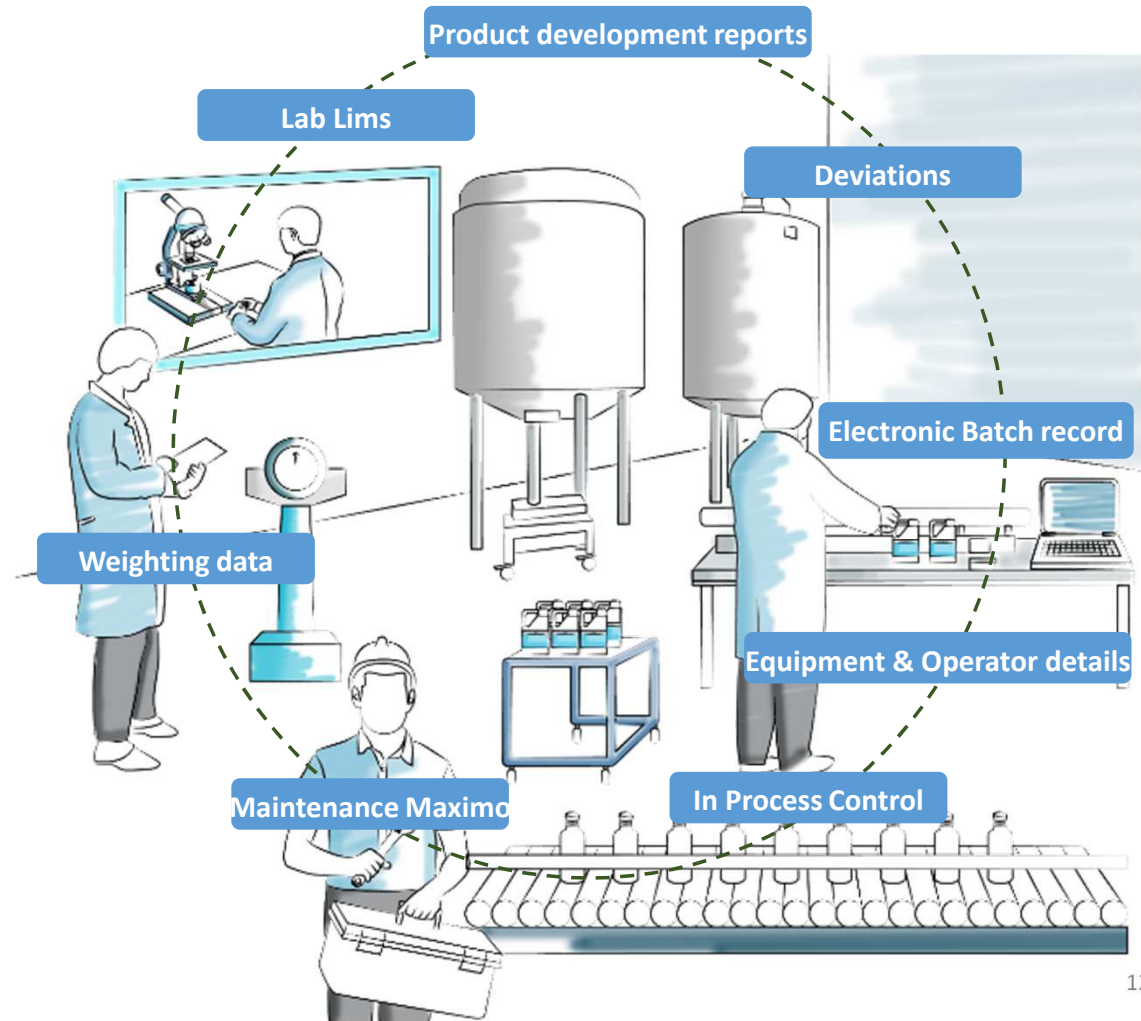 Product development reports
Lab Lims
Deviations
Electronic Batch record
Weighting data
Equipment & Operator details
In Process Control
Maintenance Maximo